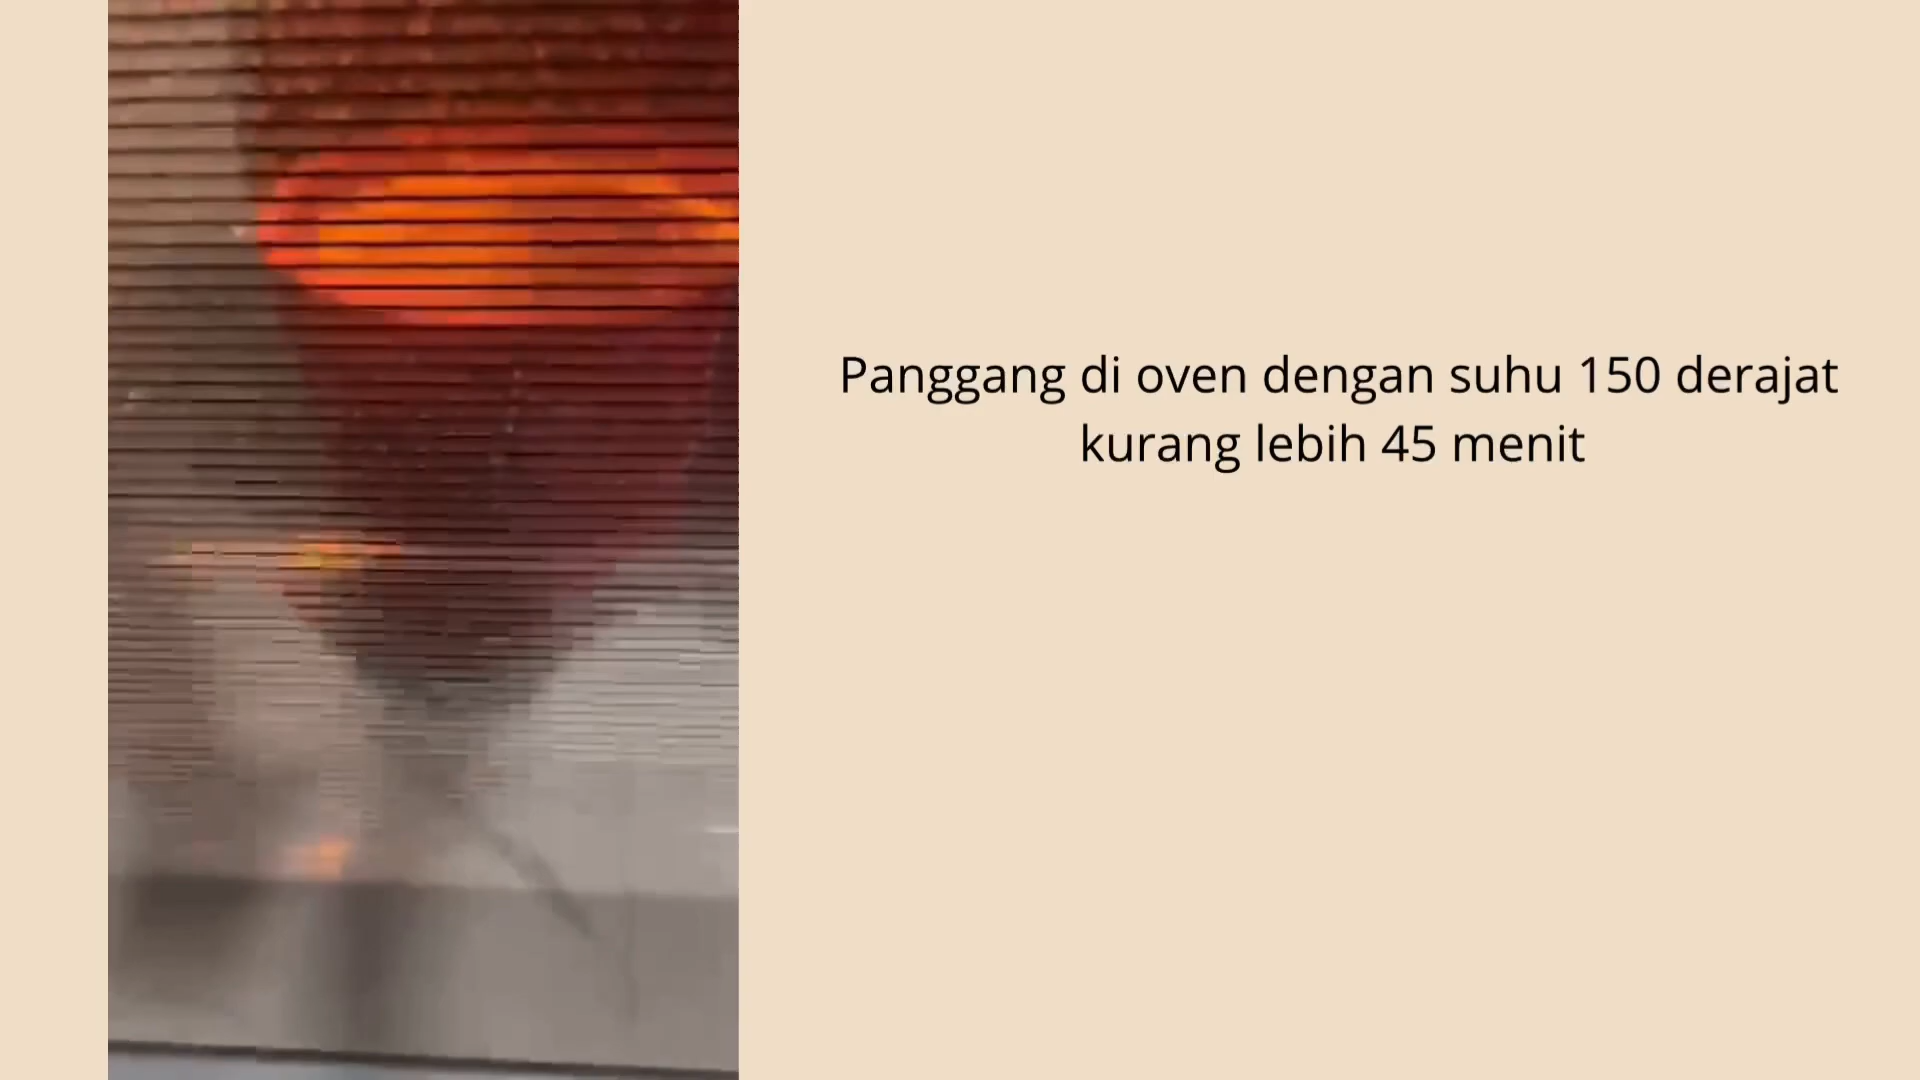 Panggang di oven dengan suhu 150 derajat
kurang lebih 45 menit